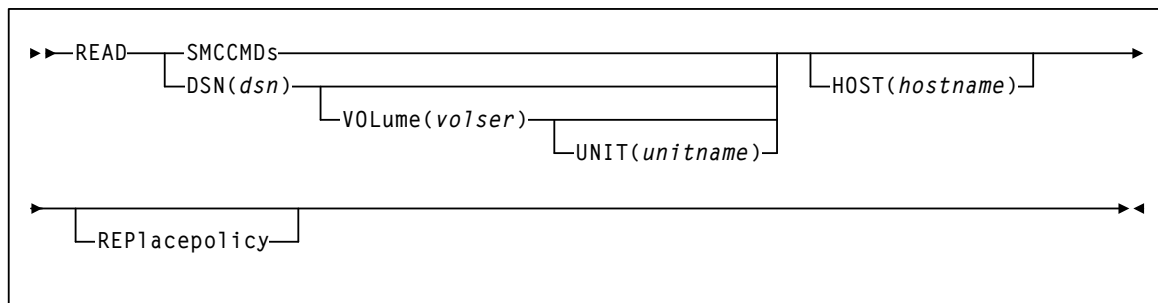 READ SMCCMDs
DSN(dsn) HOST(hostname)
VOLume(volser)
UNIT(unitname)
REPlacepolicy